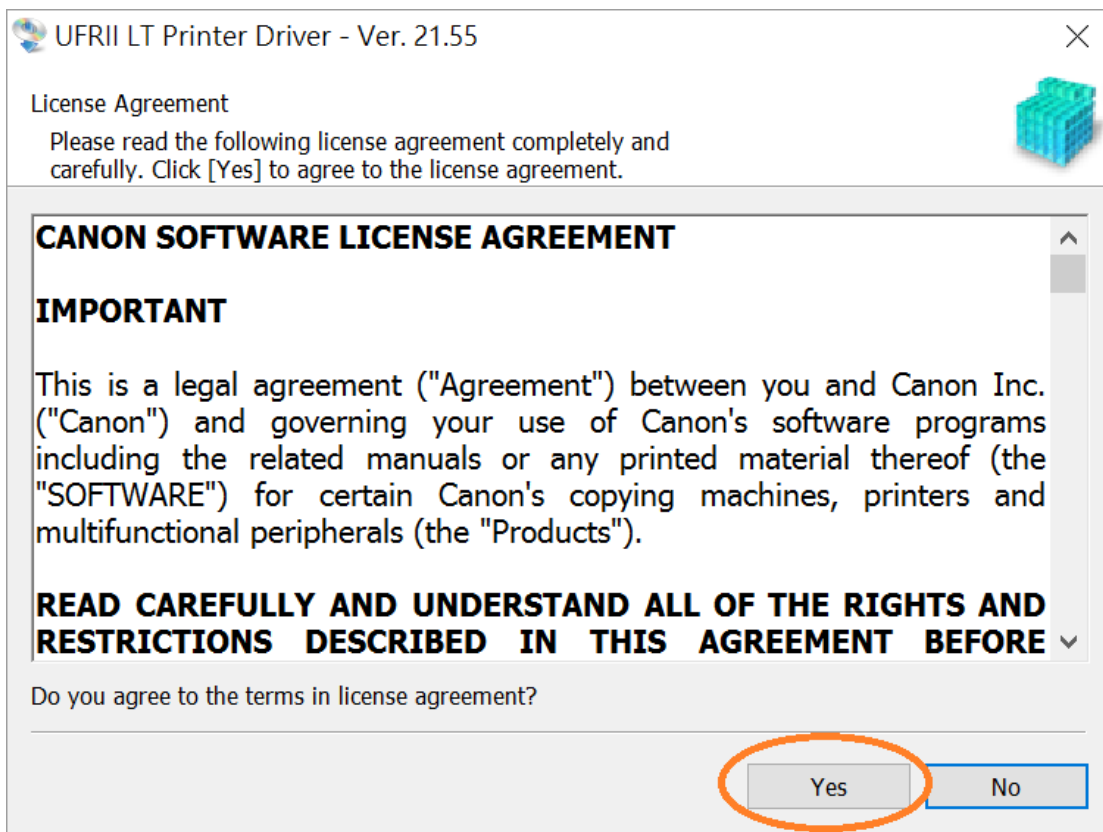 UFRII LT Printer Driver - Ver. 21.55
License Agreement
Please read the following license agreement completely and
carefully. Click [Yes] to agree to the license agreement.
CANON SOFTWARE LICENSE AGREEMENT
IMPORTANT
This is a legal agreement ("Agreement") between you and Canon Inc.
("Canon") and governing your use of Canon's software programs
including the related manuals or any printed material thereof (the
"SOFTWARE") for certain Canon's copying machines, printers and
multifunctional peripherals (the "Products").
READ CAREFULLY AND UNDERSTAND ALL OF THE RIGHTS AND
RESTRICTIONS DESCRIBED IN THIS AGREEMENT BEFORE
Do you agree to the terms in license agreement?
Yes No